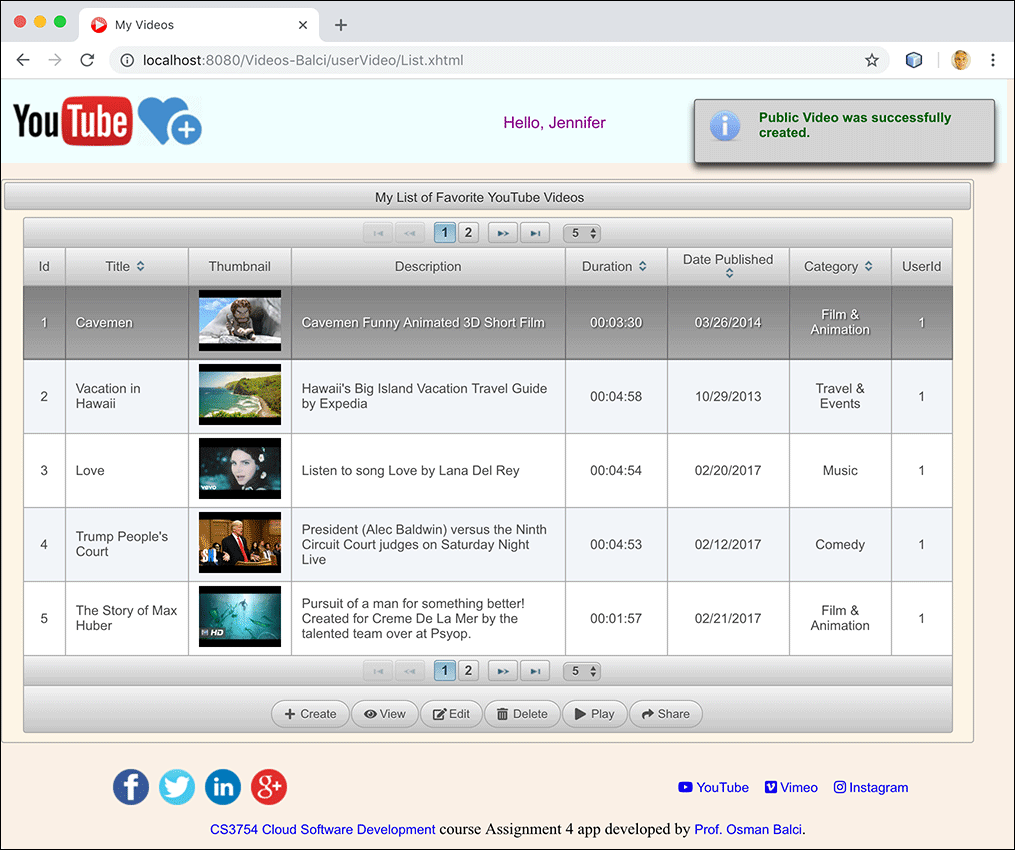 My Videos
localhost:8080/Videos-Balci/userVideo/List.xhtml
YouTube
Hello, Jennifer
Public Video was successfully
created.
My List of Favorite YouTube Videos
1 2 5
Id Title Thumbnail Description Duration Date Published Category UserId
1 Cavemen Cavemen Funny Animated 3D Short Film 00:03:30 03/26/2014 Film &
Animation 1
2 Vacation in
Hawaii Hawaii's Big Island Vacation Travel Guide
by Expedia 00:04:58 10/29/2013 Travel &
Events 1
3 Love vevo Listen to song Love by Lana Del Rey 00:04:54 02/20/2017 Music 1
4 Trump People's
Court President (Alec Baldwin) versus the Ninth
Circuit Court judges on Saturday Night
Live 00:04:53 02/12/2017 Comedy 1
5 The Story of Max
Huber HD Pursuit of a man for something better!
Created for Creme De La Mer by the
talented team over at Psyop. 00:01:57 02/21/2017 Film &
Animation 1
1 2 5
Create View Edit Delete Play Share
f in g+ YouTube Vimeo Instagram
CS3754 Cloud Software Development course Assignment 4 app developed by Prof. Osman Balci.